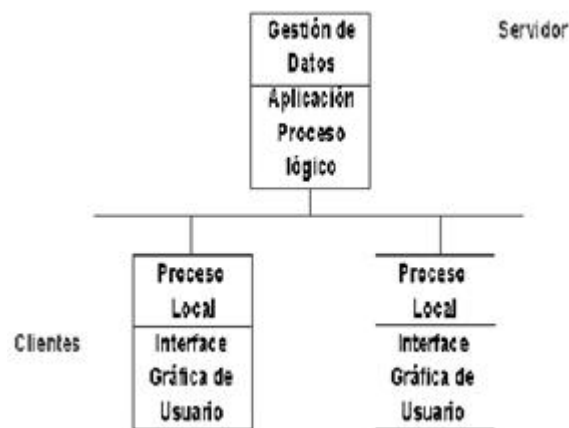 Gestión de
Datos
Servidor
Aplicación
Proceso
lógico
Proceso
Local
Interface
Gráfica de
Usuario
Proceso
Local
Interface
Gráfica de
Usuario
Clientes